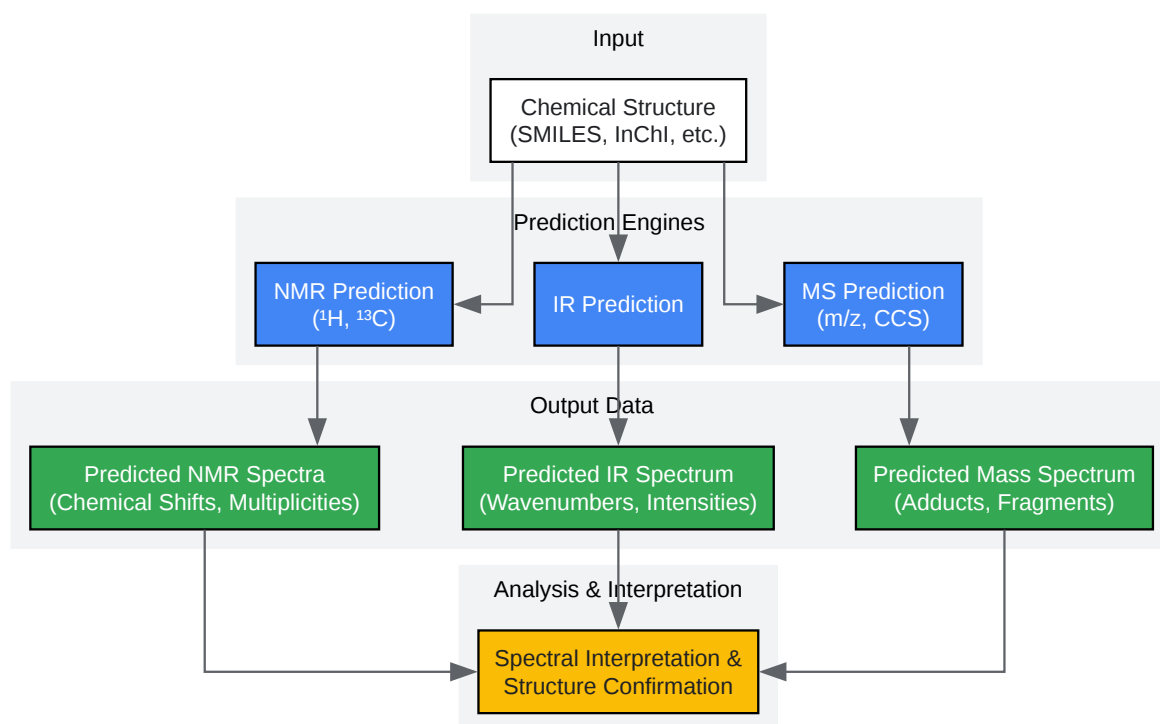 Input
Chemical Structure
(SMILES, InChI, etc.)
Prediction Engines
NMR Prediction
(¹H, ¹³C)
IR Prediction
MS Prediction
(m/z, CCS)
Output Data
Predicted NMR Spectra
(Chemical Shifts, Multiplicities)
Predicted IR Spectrum
(Wavenumbers, Intensities)
Predicted Mass Spectrum
(Adducts, Fragments)
Analysis & Interpretation
Spectral Interpretation &
Structure Confirmation